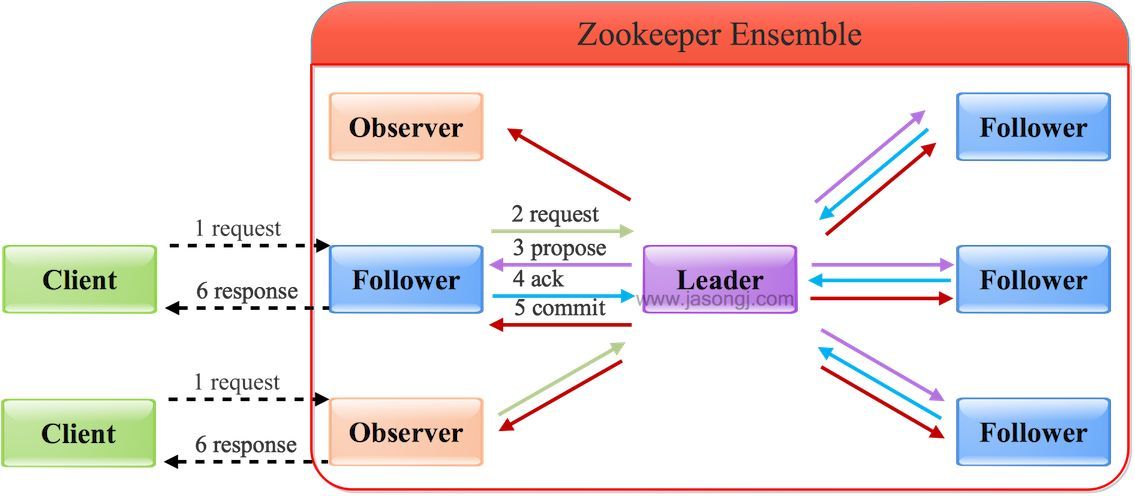 Zookeeper Ensemble
Observer
Follower
1 request
2 request
3 propose
Client
Follower
4 ack
Leader
Follower
www.jasongj.com
6 response
5 commit
1 request
Client
Observer
Follower
6 response